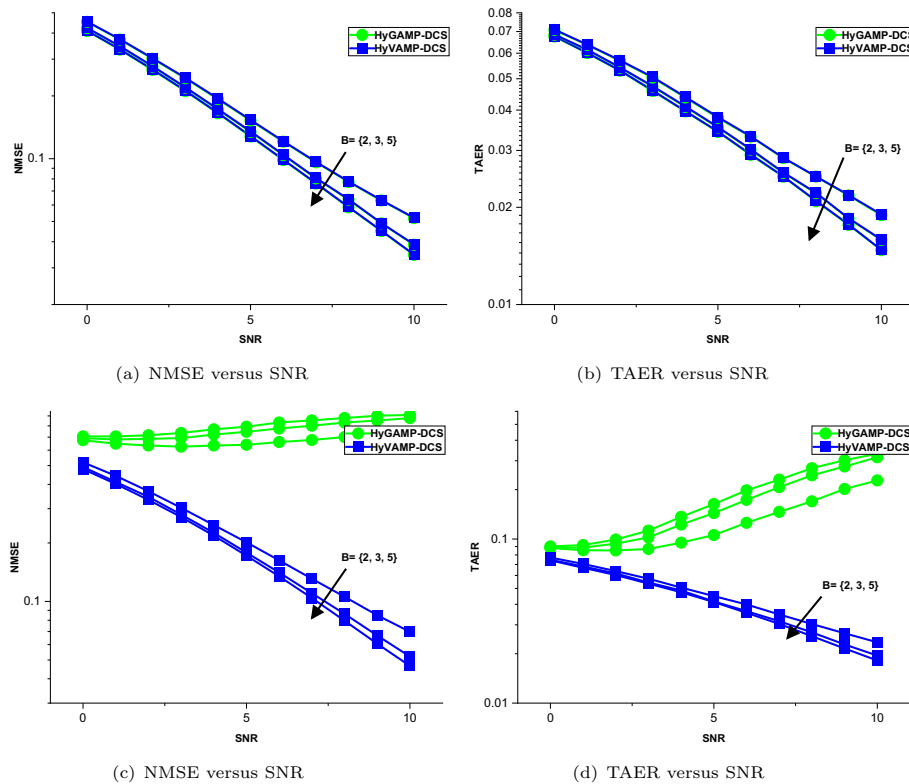 HyGAMP-DCS
HyVAMP-DCS
NMSE
0.1
B= {2, 3, 5}
0
5
10
SNR
(a) NMSE versus SNR
0.08
0.07
0.06
0.05
0.04
0.03
0.02
0.01
TAER
HyGAMP-DCS
HyVAMP-DCS
B= {2, 3, 5}
0
5
10
SNR
(b) TAER versus SNR
HyGAMP-DCS
HyVAMP-DCS
NMSE
0.1
B= {2, 3, 5}
0
5
10
SNR
(c) NMSE versus SNR
0.1
0.01
TAER
HyGAMP-DCS
HyVAMP-DCS
B= {2, 3, 5}
0
5
10
SNR
(d) TAER versus SNR